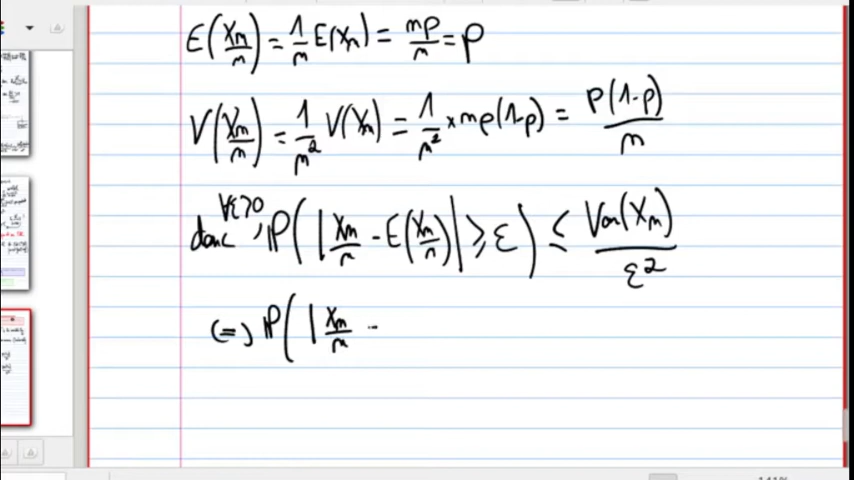 E(Xn/n) = 1/n E(Xn) = np/n = p
V(Xn/n) = 1/n² V(Xn) = 1/n² × np(1-p) = p(1-p)/n
donc ∀ε>0, ℙ(|Xn/n - E(Xn/n)| ≥ ε) ≤ Var(Xn)/ε²
(=) ℙ(|Xn/n -